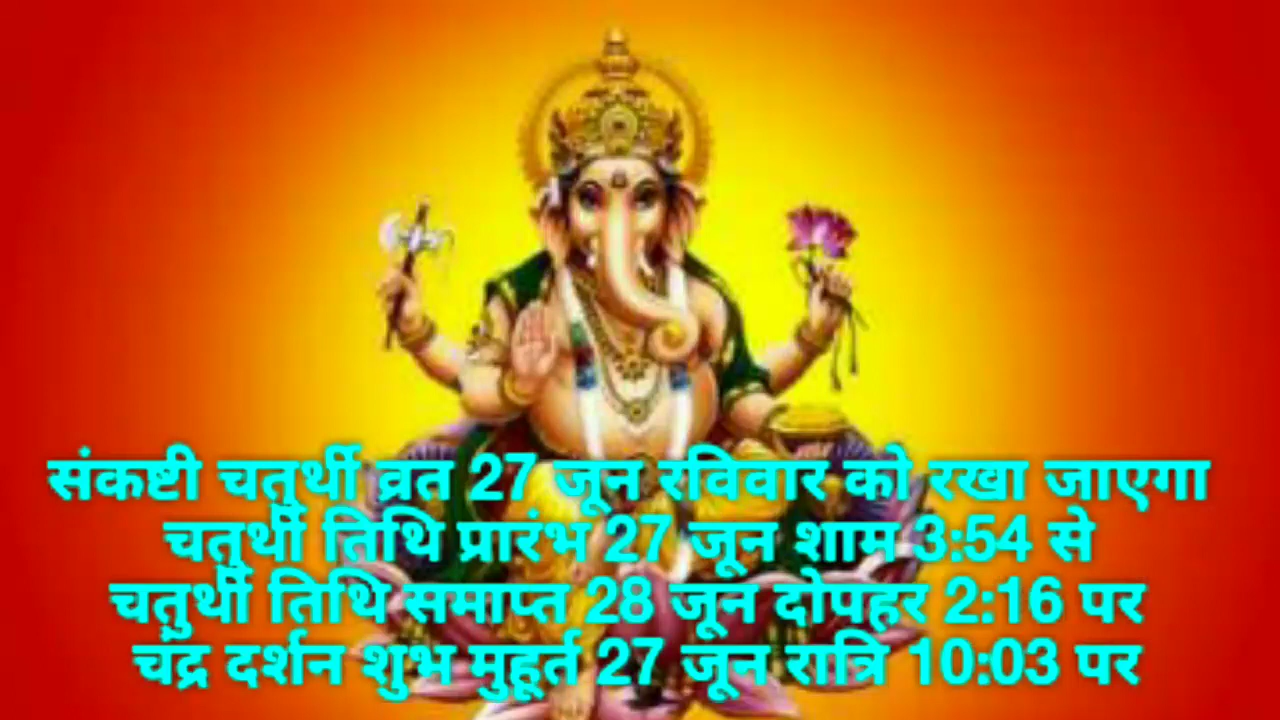 संकष्टी चतुर्थी व्रत 27 जून रविवार को रखा जाएगा
चतुर्थी तिथि प्रारंभ 27 जून शाम 3:54 से
चतुर्थी तिथि समाप्त 28 जून दोपहर 2:16 पर
चंद्र दर्शन शुभ मुहूर्त 27 जून रात्रि 10:03 पर